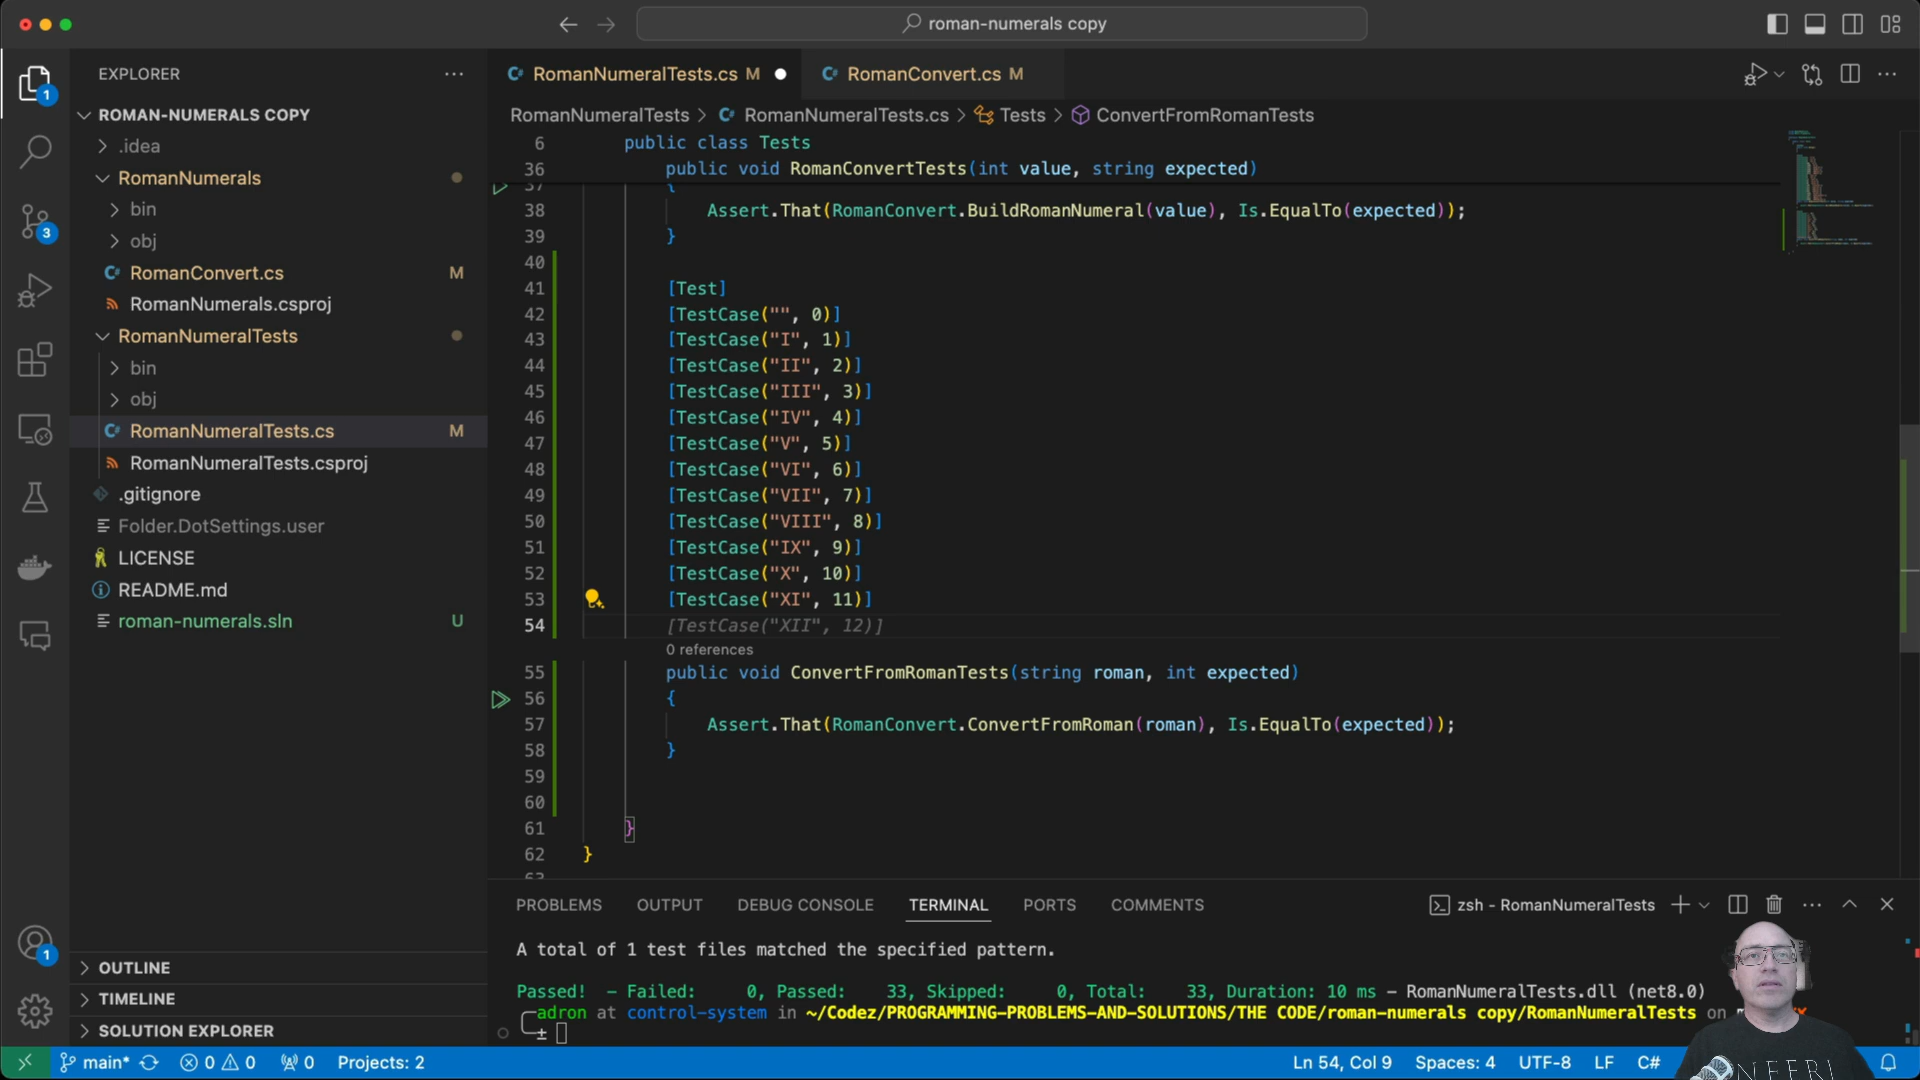 roman-numerals copy
EXPLORER
ROMAN-NUMERALS COPY
.idea
RomanNumerals
bin
obj
RomanConvert.cs M
RomanNumerals.csproj
RomanNumeralTests
bin
obj
RomanNumeralTests.cs M
RomanNumeralTests.csproj
.gitignore
Folder.DotSettings.user
LICENSE
README.md
roman-numerals.sln U
OUTLINE
TIMELINE
SOLUTION EXPLORER
1
3
1
RomanNumeralTests.cs M
RomanConvert.cs M
RomanNumeralTests > RomanNumeralTests.cs > Tests > ConvertFromRomanTests
6 public class Tests
36 public void RomanConvertTests(int value, string expected)
37 {
38 Assert.That(RomanConvert.BuildRomanNumeral(value), Is.EqualTo(expected));
39 }
40
41 [Test]
42 [TestCase("", 0)]
43 [TestCase("I", 1)]
44 [TestCase("II", 2)]
45 [TestCase("III", 3)]
46 [TestCase("IV", 4)]
47 [TestCase("V", 5)]
48 [TestCase("VI", 6)]
49 [TestCase("VII", 7)]
50 [TestCase("VIII", 8)]
51 [TestCase("IX", 9)]
52 [TestCase("X", 10)]
53 [TestCase("XI", 11)]
54 [TestCase("XII", 12)]
0 references
55 public void ConvertFromRomanTests(string roman, int expected)
56 {
57 Assert.That(RomanConvert.ConvertFromRoman(roman), Is.EqualTo(expected));
58 }
59
60
61 }
62 }
63
PROBLEMS OUTPUT DEBUG CONSOLE TERMINAL PORTS COMMENTS
zsh - RomanNumeralTests
A total of 1 test files matched the specified pattern.
Passed! - Failed: 0, Passed: 33, Skipped: 0, Total: 33, Duration: 10 ms - RomanNumeralTests.dll (net8.0)
adron at control-system in ~/Codez/PROGRAMMING-PROBLEMS-AND-SOLUTIONS/THE CODE/roman-numerals copy/RomanNumeralTests on
±
main* 0 0 0 Projects: 2
Ln 54, Col 9 Spaces: 4 UTF-8 LF C#